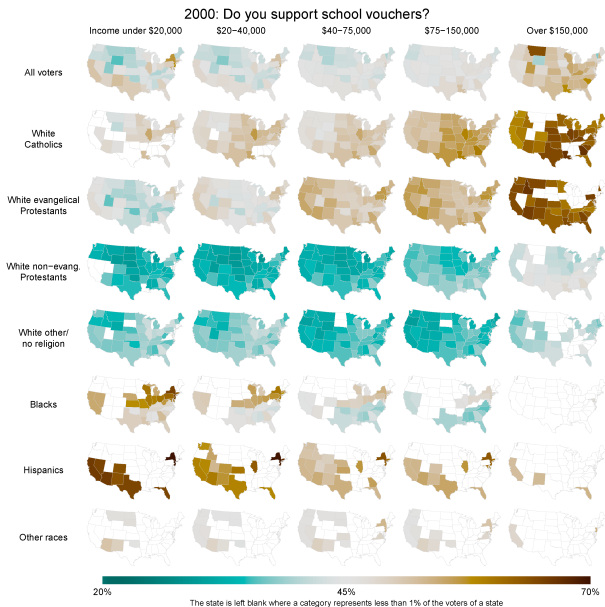 2000: Do you support school vouchers?
Income under $20,000 $20−40,000 $40−75,000 $75−150,000 Over $150,000
All voters
White
Catholics
White evangelical
Protestants
White non−evang.
Protestants
White other/
no religion
Blacks
Hispanics
Other races
20% 45% 70%
The state is left blank where a category represents less than 1% of the voters of a state